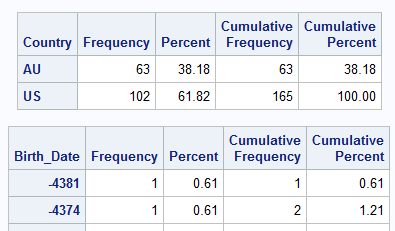 Country Frequency Percent Cumulative Frequency Cumulative Percent
AU 63 38.18 63 38.18
US 102 61.82 165 100.00
Birth_Date Frequency Percent Cumulative Frequency Cumulative Percent
-4381 1 0.61 1 0.61
-4374 1 0.61 2 1.21